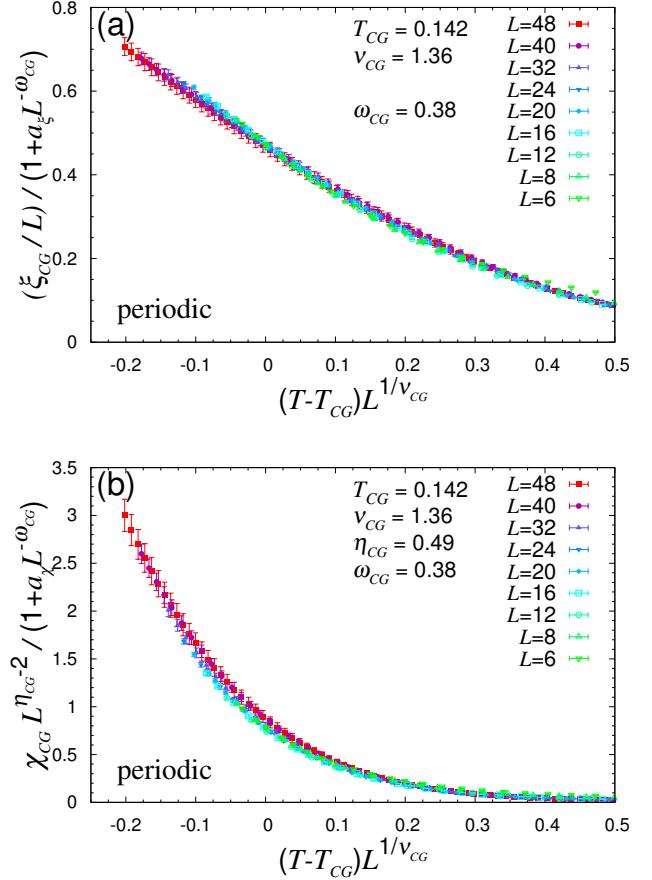 (a)
T_CG = 0.142
ν_CG = 1.36
ω_CG = 0.38
L=48
L=40
L=32
L=24
L=20
L=16
L=12
L=8
L=6
periodic
(ξ_CG / L) / (1+a_ξ L^-ω_CG)
0.8
0.6
0.4
0.2
0
-0.2 -0.1 0 0.1 0.2 0.3 0.4 0.5
(T-T_CG)L^1/ν_CG
(b)
T_CG = 0.142
ν_CG = 1.36
η_CG = 0.49
ω_CG = 0.38
L=48
L=40
L=32
L=24
L=20
L=16
L=12
L=8
L=6
periodic
χ_CG L^η_CG-2 / (1+a_χ L^-ω_CG)
3.5
3
2.5
2
1.5
1
0.5
0
-0.2 -0.1 0 0.1 0.2 0.3 0.4 0.5
(T-T_CG)L^1/ν_CG